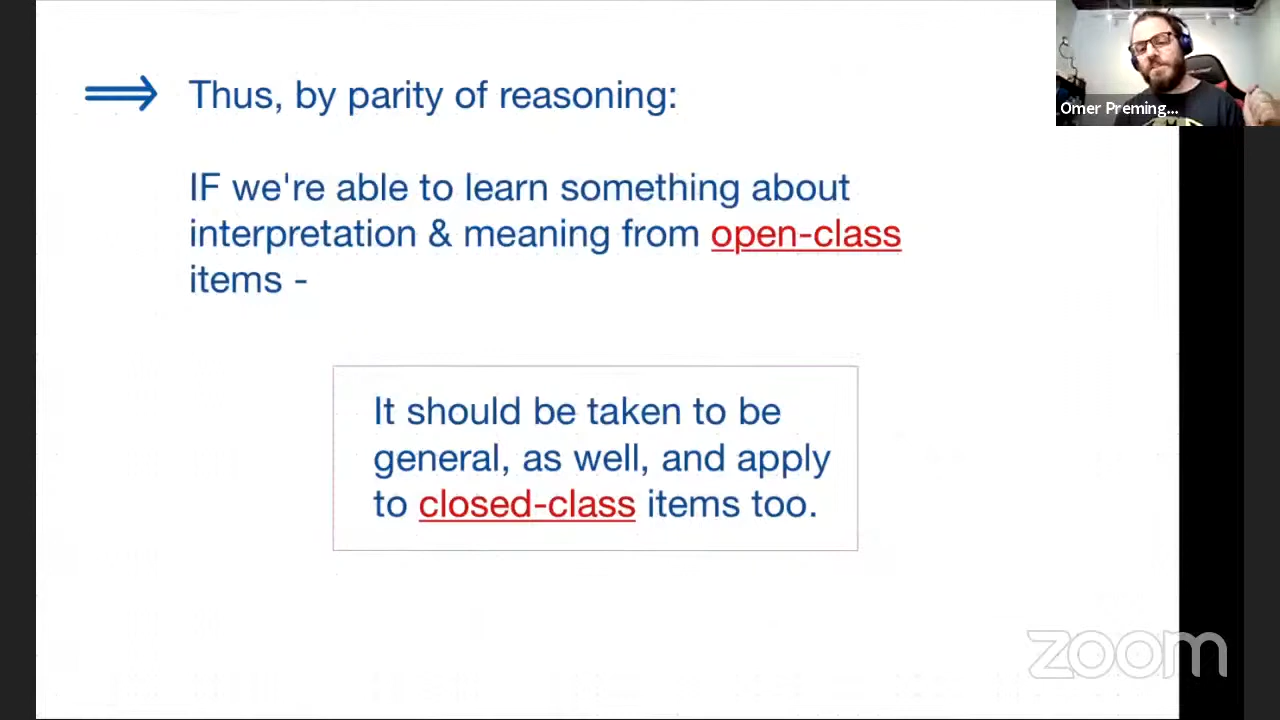 Thus, by parity of reasoning:
IF we're able to learn something about
interpretation & meaning from open-class
items -
It should be taken to be
general, as well, and apply
to closed-class items too.
Omer Preming...
zoom